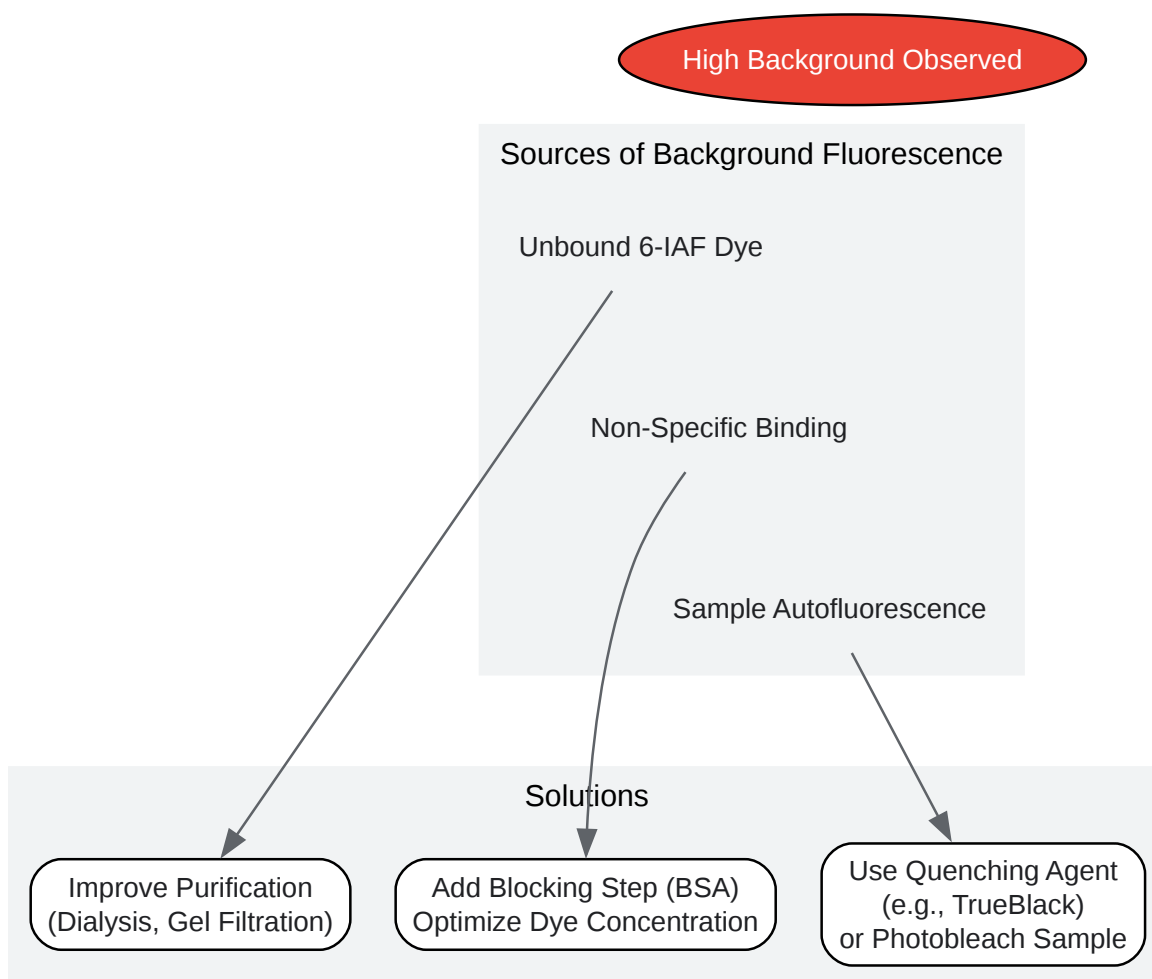 High Background Observed
Sources of Background Fluorescence
Unbound 6-IAF Dye
Non-Specific Binding
Sample Autofluorescence
Solutions
Improve Purification
(Dialysis, Gel Filtration)
Add Blocking Step (BSA)
Optimize Dye Concentration
Use Quenching Agent
(e.g., TrueBlack)
or Photobleach Sample